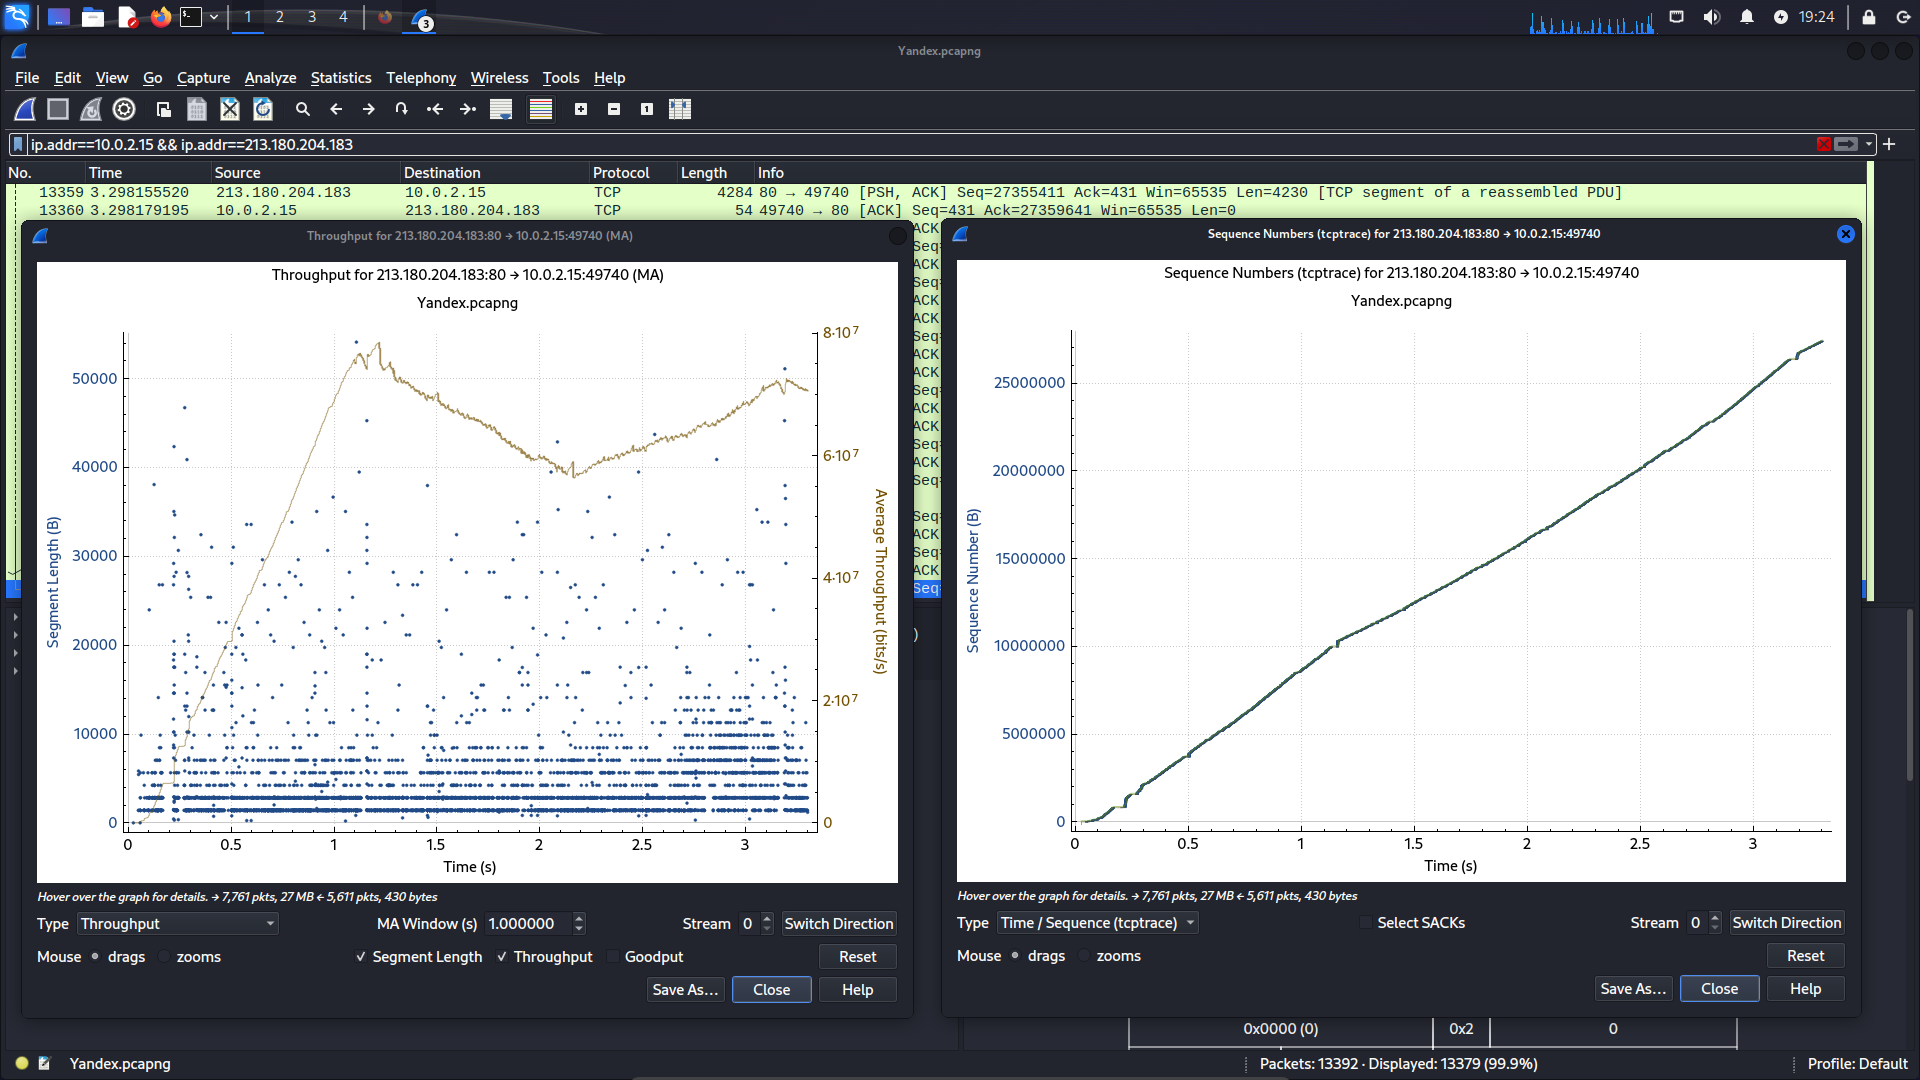 1 2 3 4
3
19:24
Yandex.pcapng
File Edit View Go Capture Analyze Statistics Telephony Wireless Tools Help
ip.addr==10.0.2.15 && ip.addr==213.180.204.183
No. Time Source Destination Protocol Length Info
13359 3.298155520 213.180.204.183 10.0.2.15 TCP 4284 80 → 49740 [PSH, ACK] Seq=27355411 Ack=431 Win=65535 Len=4230 [TCP segment of a reassembled PDU]
13360 3.298179195 10.0.2.15 213.180.204.183 TCP 54 49740 → 80 [ACK] Seq=431 Ack=27359641 Win=65535 Len=0
Throughput for 213.180.204.183:80 → 10.0.2.15:49740 (MA)
Throughput for 213.180.204.183:80 → 10.0.2.15:49740 (MA)
Yandex.pcapng
50000
40000
30000
20000
10000
0
Segment Length (B)
8·10⁷
6·10⁷
4·10⁷
2·10⁷
0
Average Throughput (bits/s)
0 0.5 1 1.5 2 2.5 3
Time (s)
Hover over the graph for details. → 7,761 pkts, 27 MB ← 5,611 pkts, 430 bytes
Type Throughput MA Window (s) 1.000000 Stream 0 Switch Direction
Mouse drags zooms Segment Length Throughput Goodput Reset
Save As… Close Help
ACK
Seq=
ACK
Seq=
ACK
ACK
Seq=
ACK
ACK
Seq=
ACK
ACK
Seq=
ACK
Seq=
Seq=
ACK
Seq=
ACK
Seq=
)
Sequence Numbers (tcptrace) for 213.180.204.183:80 → 10.0.2.15:49740
Sequence Numbers (tcptrace) for 213.180.204.183:80 → 10.0.2.15:49740
Yandex.pcapng
25000000
20000000
15000000
10000000
5000000
0
Sequence Number (B)
0 0.5 1 1.5 2 2.5 3
Time (s)
Hover over the graph for details. → 7,761 pkts, 27 MB ← 5,611 pkts, 430 bytes
Type Time / Sequence (tcptrace) Select SACKs Stream 0 Switch Direction
Mouse drags zooms Reset
Save As… Close Help
0x0000 (0) 0x2 0
Yandex.pcapng Packets: 13392 · Displayed: 13379 (99.9%) Profile: Default